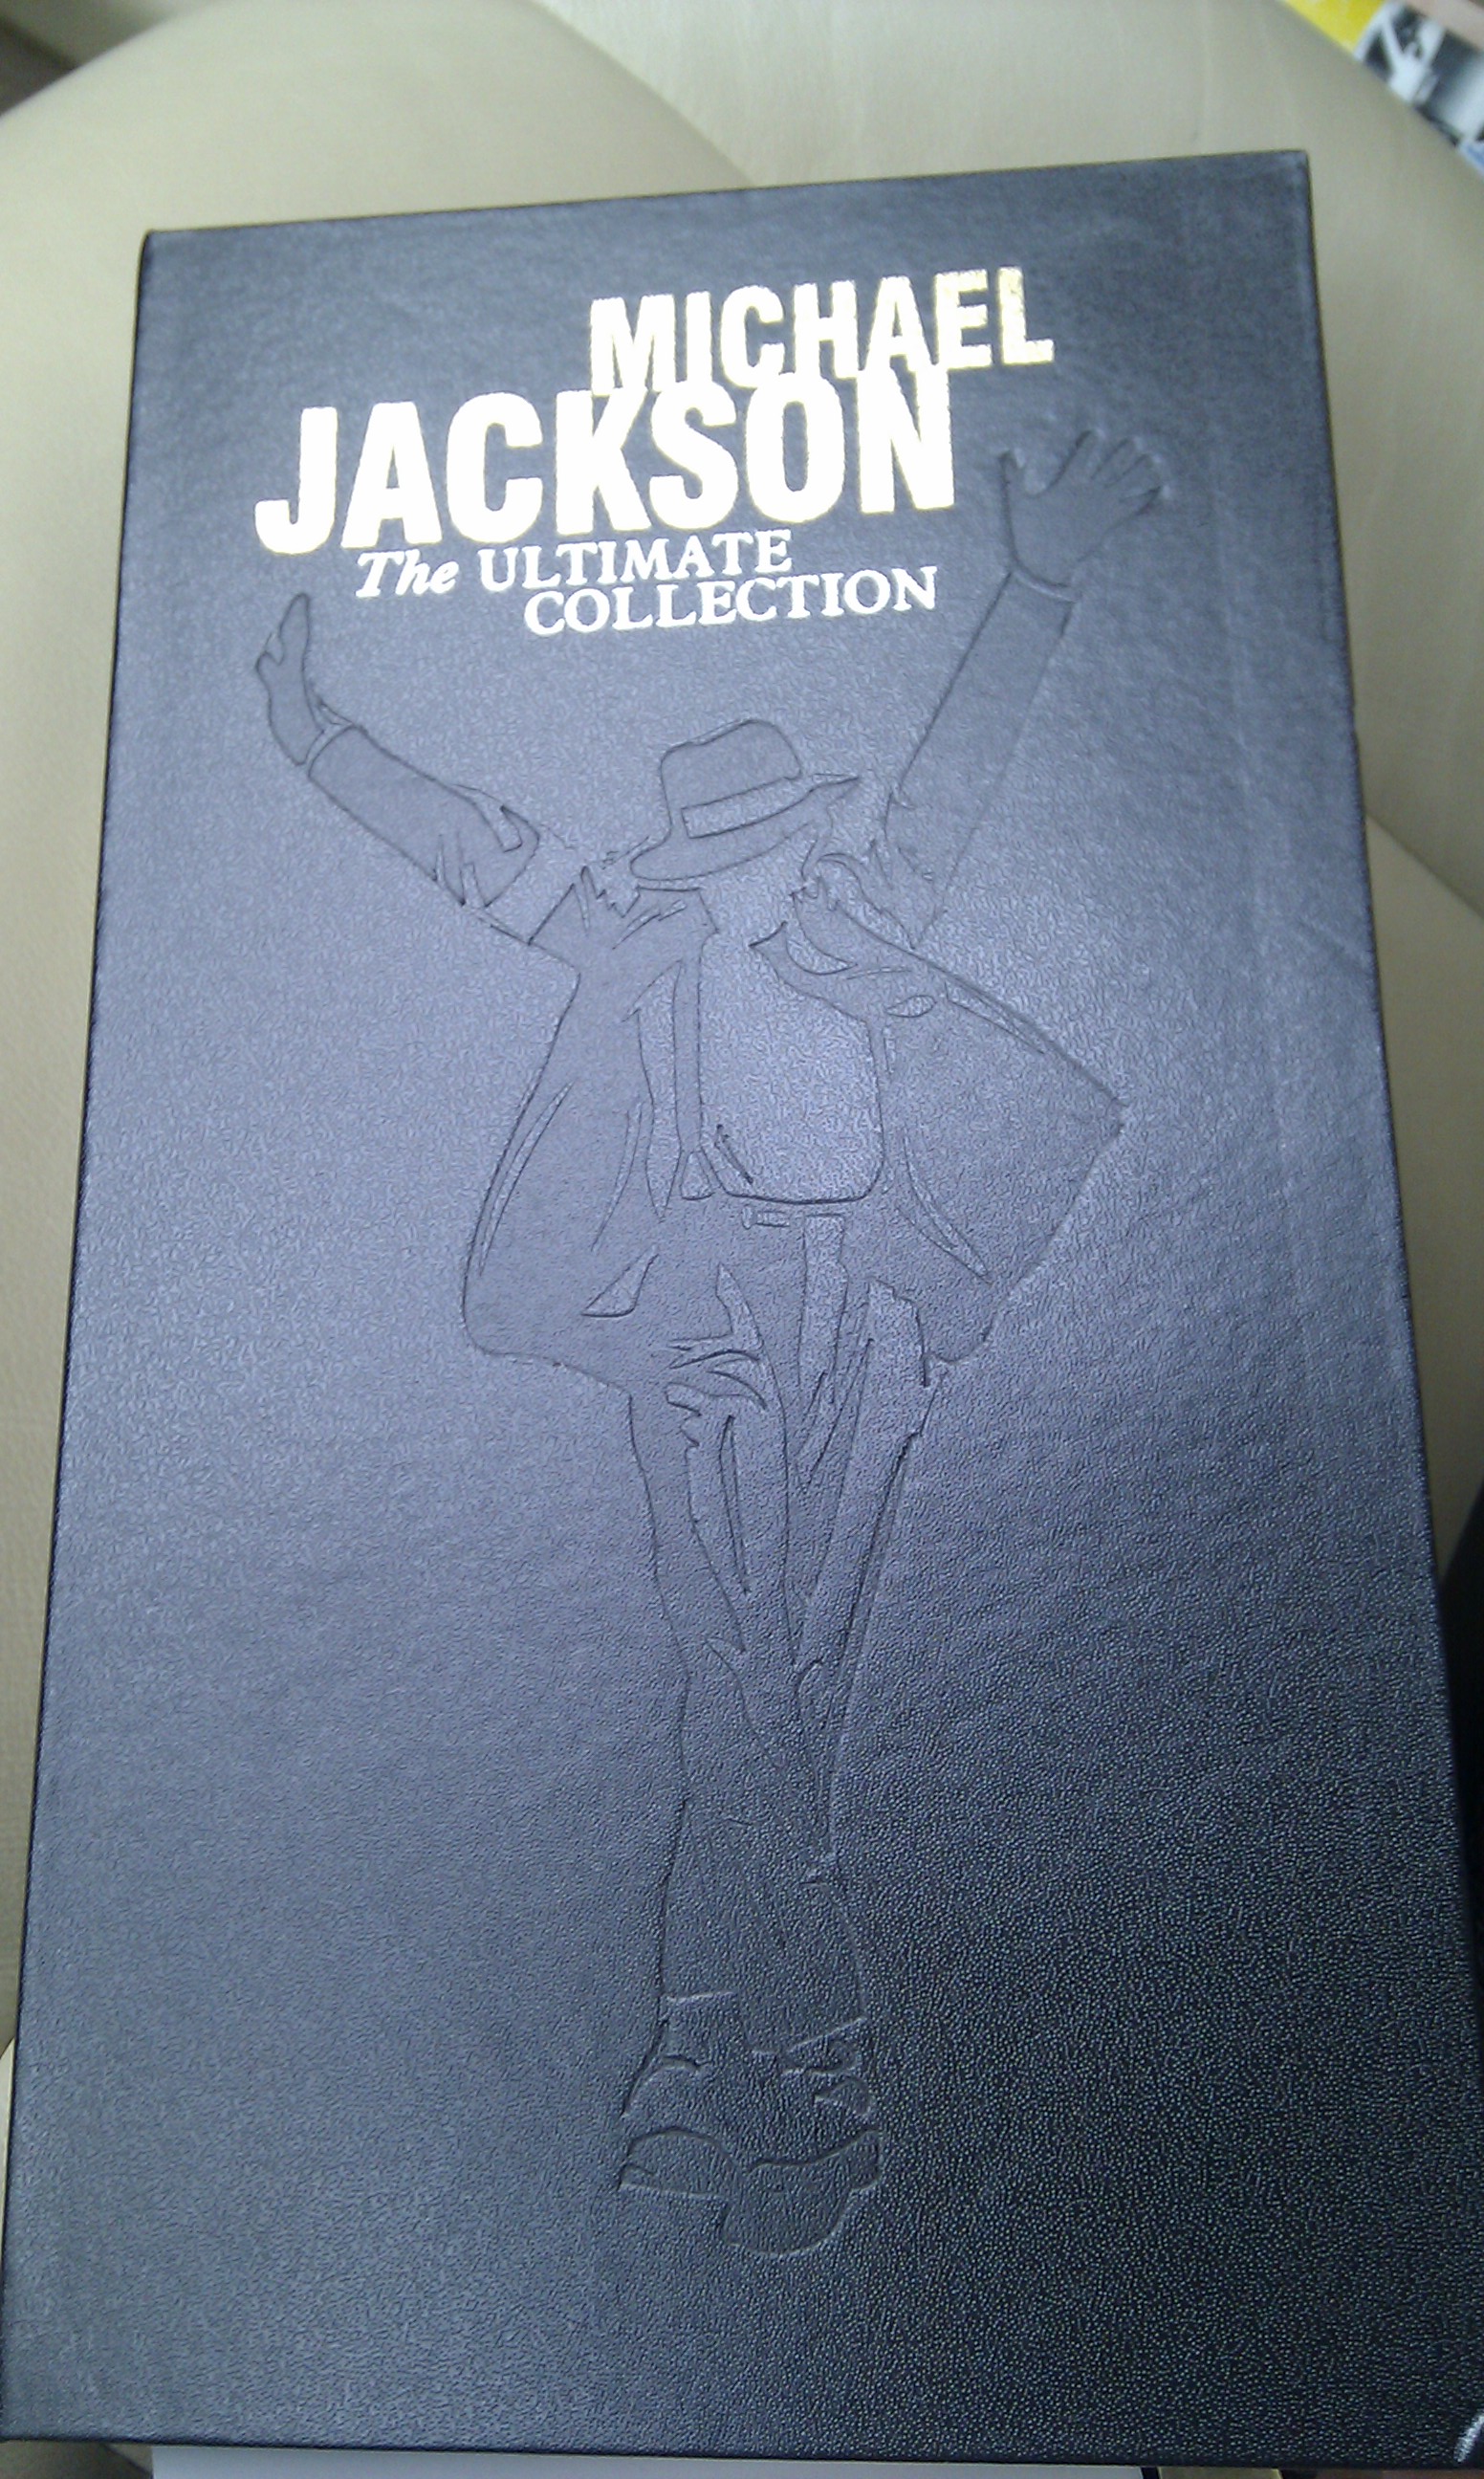 MICHAEL
JACKSON
The ULTIMATE
COLLECTION